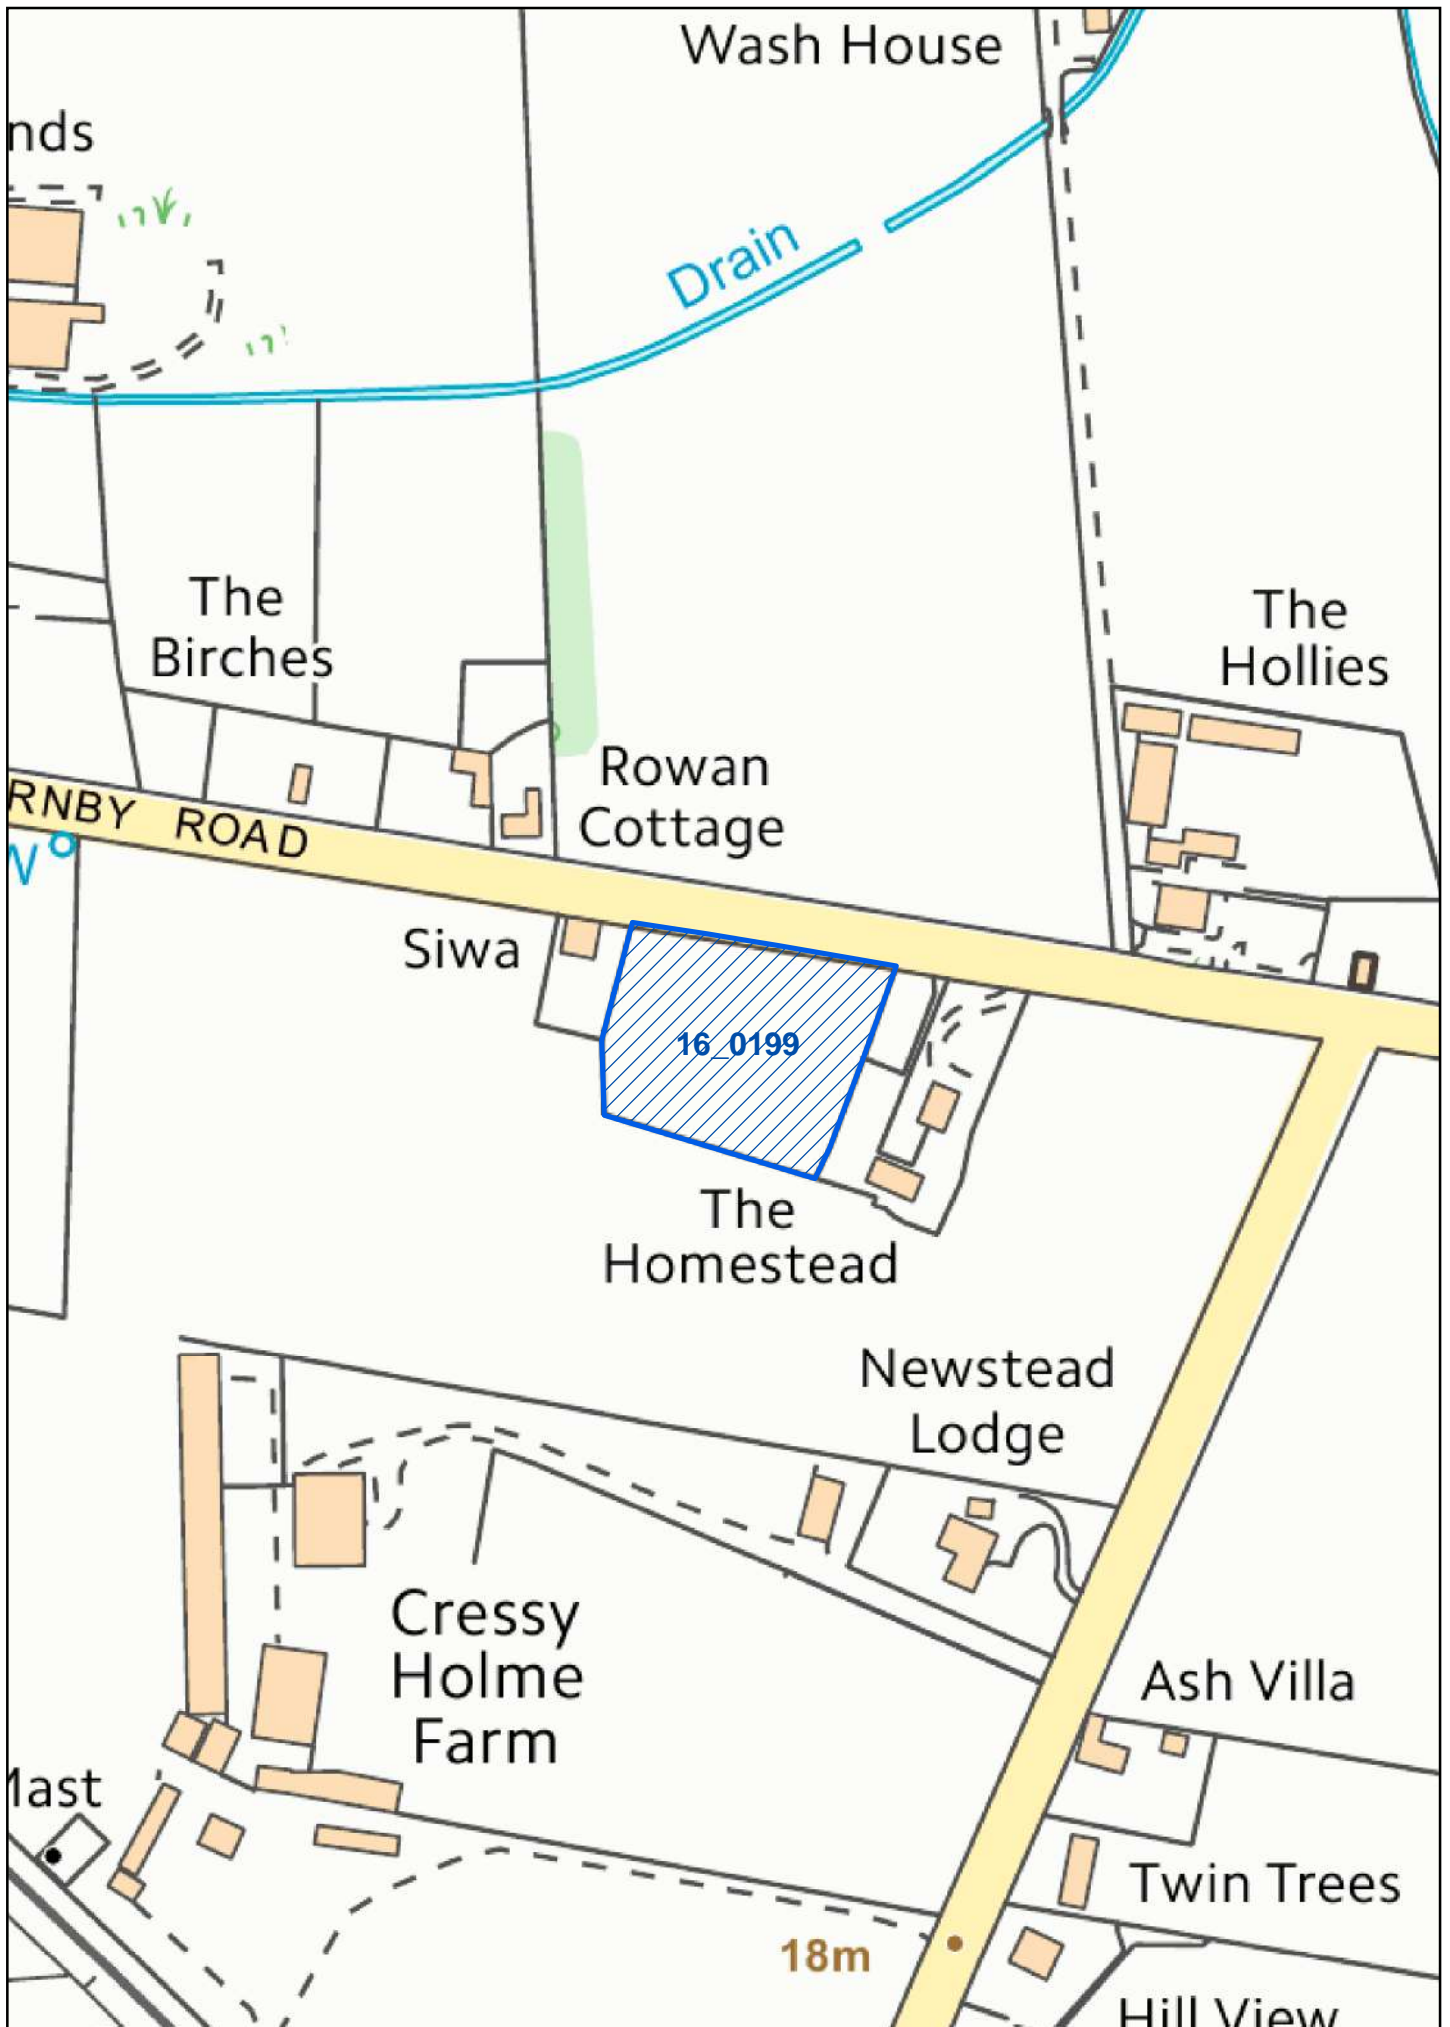 Wash House
nds
Drain
The
Birches
The
Hollies
Rowan
Cottage
RNBY ROAD
W
Siwa
16_0199
The
Homestead
Newstead
Lodge
Cressy
Holme
Farm
Ash Villa
Mast
Twin Trees
18m
Hill View